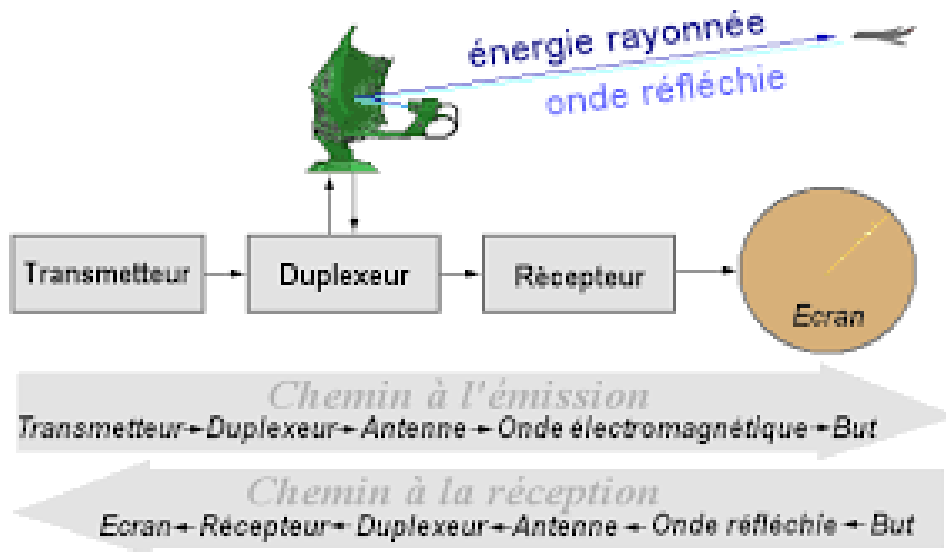 énergie rayonnée
onde réfléchie
Transmetteur
Duplexeur
Rècepteur
Ecran
Chemin à l'émission
Transmetteur→Duplexeur→Antenne→Onde électromagnétique→But
Chemin à la réception
Ecran←Récepteur←Duplexeur←Antenne←Onde réfléchie←But